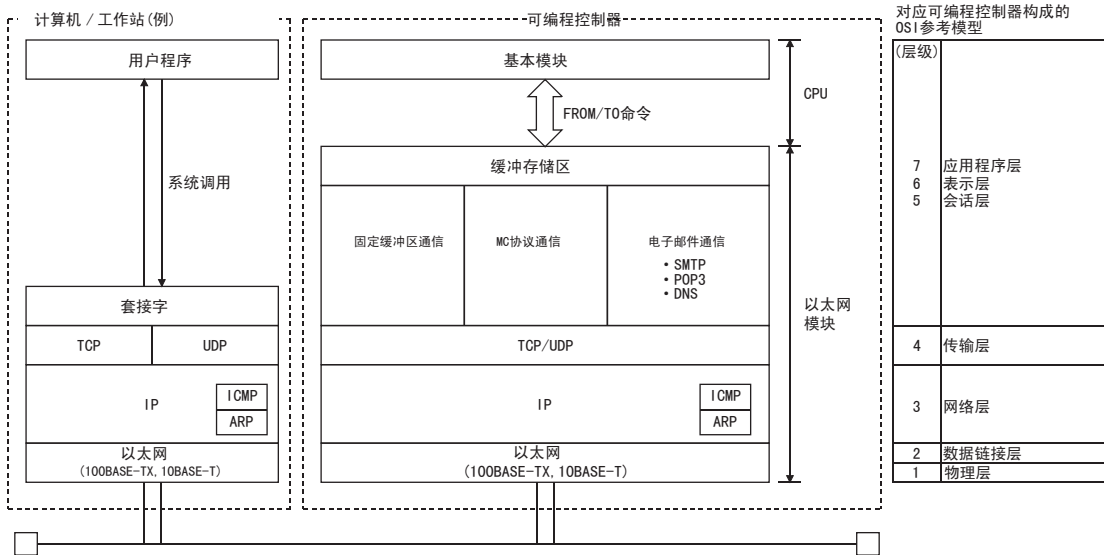 计算机 / 工作站(例)
用户程序
系统调用
套接字
TCP
UDP
IP
ICMP
ARP
以太网
(100BASE-TX, 10BASE-T)
可编程控制器
基本模块
FROM/TO命令
CPU
缓冲存储区
固定缓冲区通信
MC协议通信
电子邮件通信
・SMTP
・POP3
・DNS
以太网
模块
TCP/UDP
IP
ICMP
ARP
以太网
(100BASE-TX, 10BASE-T)
对应可编程控制器构成的
OSI参考模型
(层级)
7 应用程序层
6 表示层
5 会话层
4 传输层
3 网络层
2 数据链接层
1 物理层